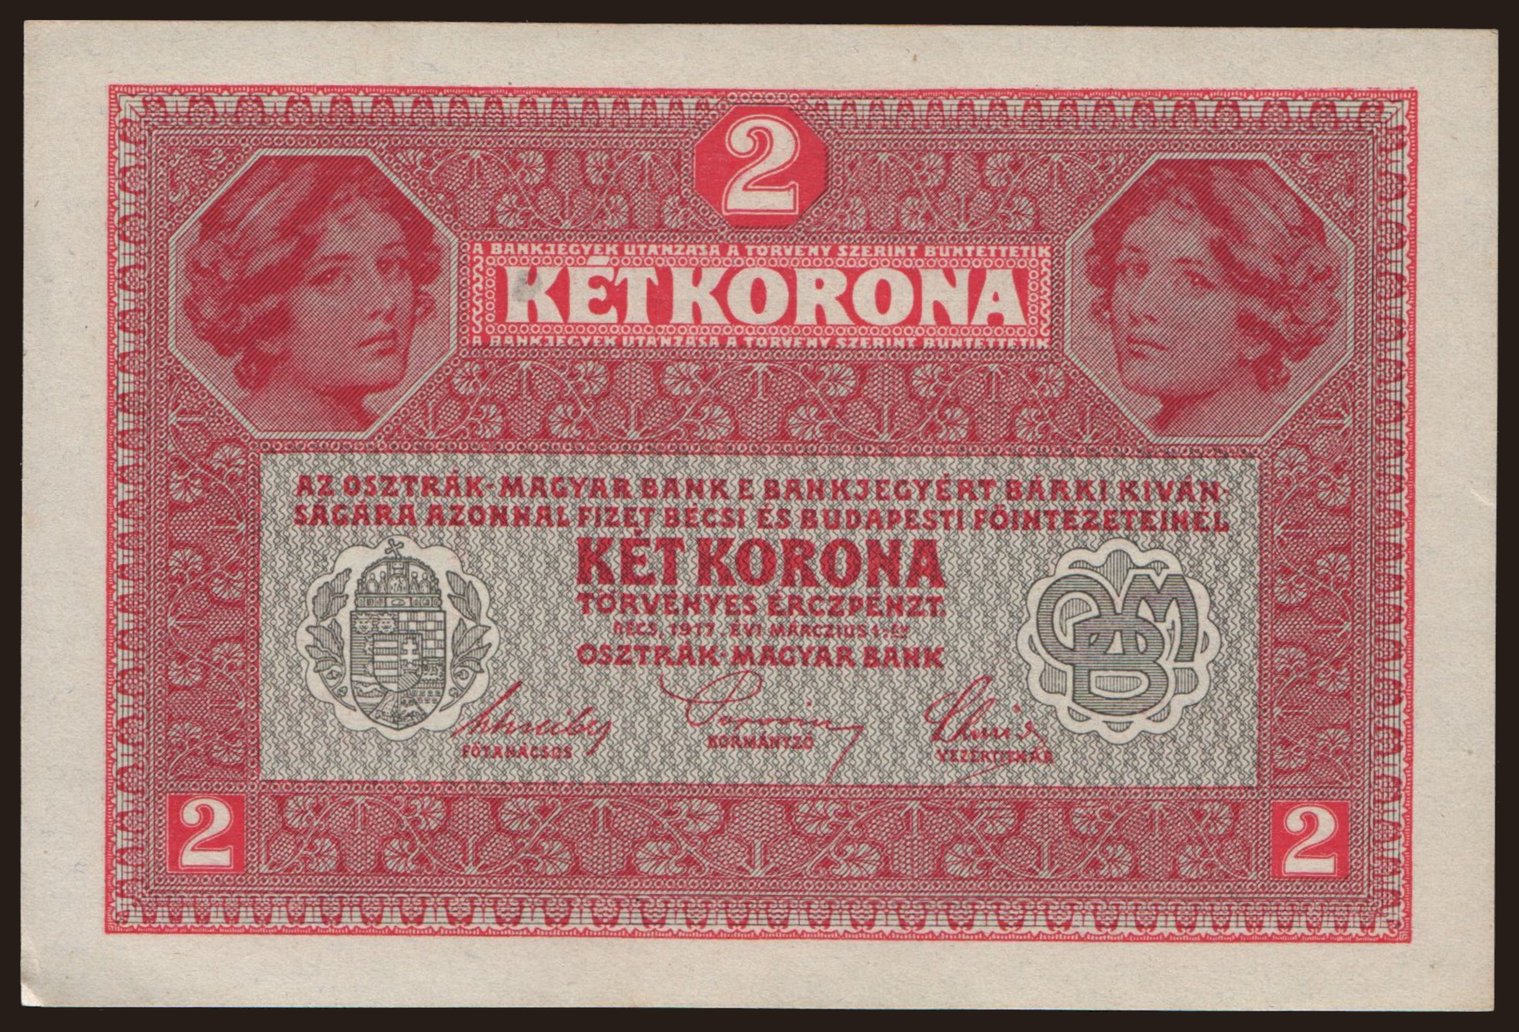 2
A BANKJEGYEK UTÁNZÁSA A TÖRVÉNY SZERINT BÜNTETTETIK
KÉT KORONA
A BANKJEGYEK UTÁNZÁSA A TÖRVÉNY SZERINT BÜNTETTETIK
AZ OSZTRÁK-MAGYAR BANK E BANKJEGYÉRT BÁRKI KIVÁN-
SÁGÁRA AZONNAL FIZET BÉCSI ÉS BUDAPESTI FŐINTÉZETEINÉL
KÉT KORONA
TÖRVÉNYES ÉRCZPÉNZT.
BÉCS, 1917. ÉVI MÁRCZIUS 1-ÉN
OSZTRÁK-MAGYAR BANK
FŐTANÁCSOS KORMÁNYZÓ VEZÉRTITKÁR
2 2